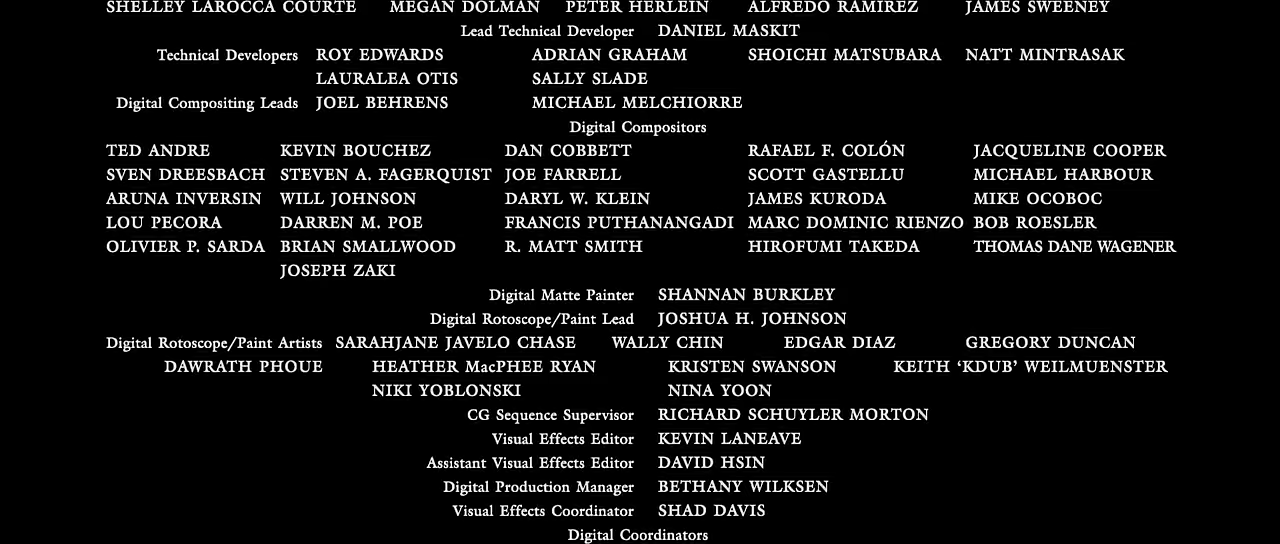 SHELLEY LAROCCA COURTE MEGAN DOLMAN PETER HERLEIN ALFREDO RAMIREZ JAMES SWEENEY
Lead Technical Developer DANIEL MASKIT
Technical Developers ROY EDWARDS ADRIAN GRAHAM SHOICHI MATSUBARA NATT MINTRASAK
LAURALEA OTIS SALLY SLADE
Digital Compositing Leads JOEL BEHRENS MICHAEL MELCHIORRE
Digital Compositors
TED ANDRE KEVIN BOUCHEZ DAN COBBETT RAFAEL F. COLÓN JACQUELINE COOPER
SVEN DREESBACH STEVEN A. FAGERQUIST JOE FARRELL SCOTT GASTELLU MICHAEL HARBOUR
ARUNA INVERSIN WILL JOHNSON DARYL W. KLEIN JAMES KURODA MIKE OCOBOC
LOU PECORA DARREN M. POE FRANCIS PUTHANANGADI MARC DOMINIC RIENZO BOB ROESLER
OLIVIER P. SARDA BRIAN SMALLWOOD R. MATT SMITH HIROFUMI TAKEDA THOMAS DANE WAGENER
JOSEPH ZAKI
Digital Matte Painter SHANNAN BURKLEY
Digital Rotoscope/Paint Lead JOSHUA H. JOHNSON
Digital Rotoscope/Paint Artists SARAHJANE JAVELO CHASE WALLY CHIN EDGAR DIAZ GREGORY DUNCAN
DAWRATH PHOUE HEATHER MacPHEE RYAN KRISTEN SWANSON KEITH ‘KDUB’ WEILMUENSTER
NIKI YOBLONSKI NINA YOON
CG Sequence Supervisor RICHARD SCHUYLER MORTON
Visual Effects Editor KEVIN LANEAVE
Assistant Visual Effects Editor DAVID HSIN
Digital Production Manager BETHANY WILKSEN
Visual Effects Coordinator SHAD DAVIS
Digital Coordinators